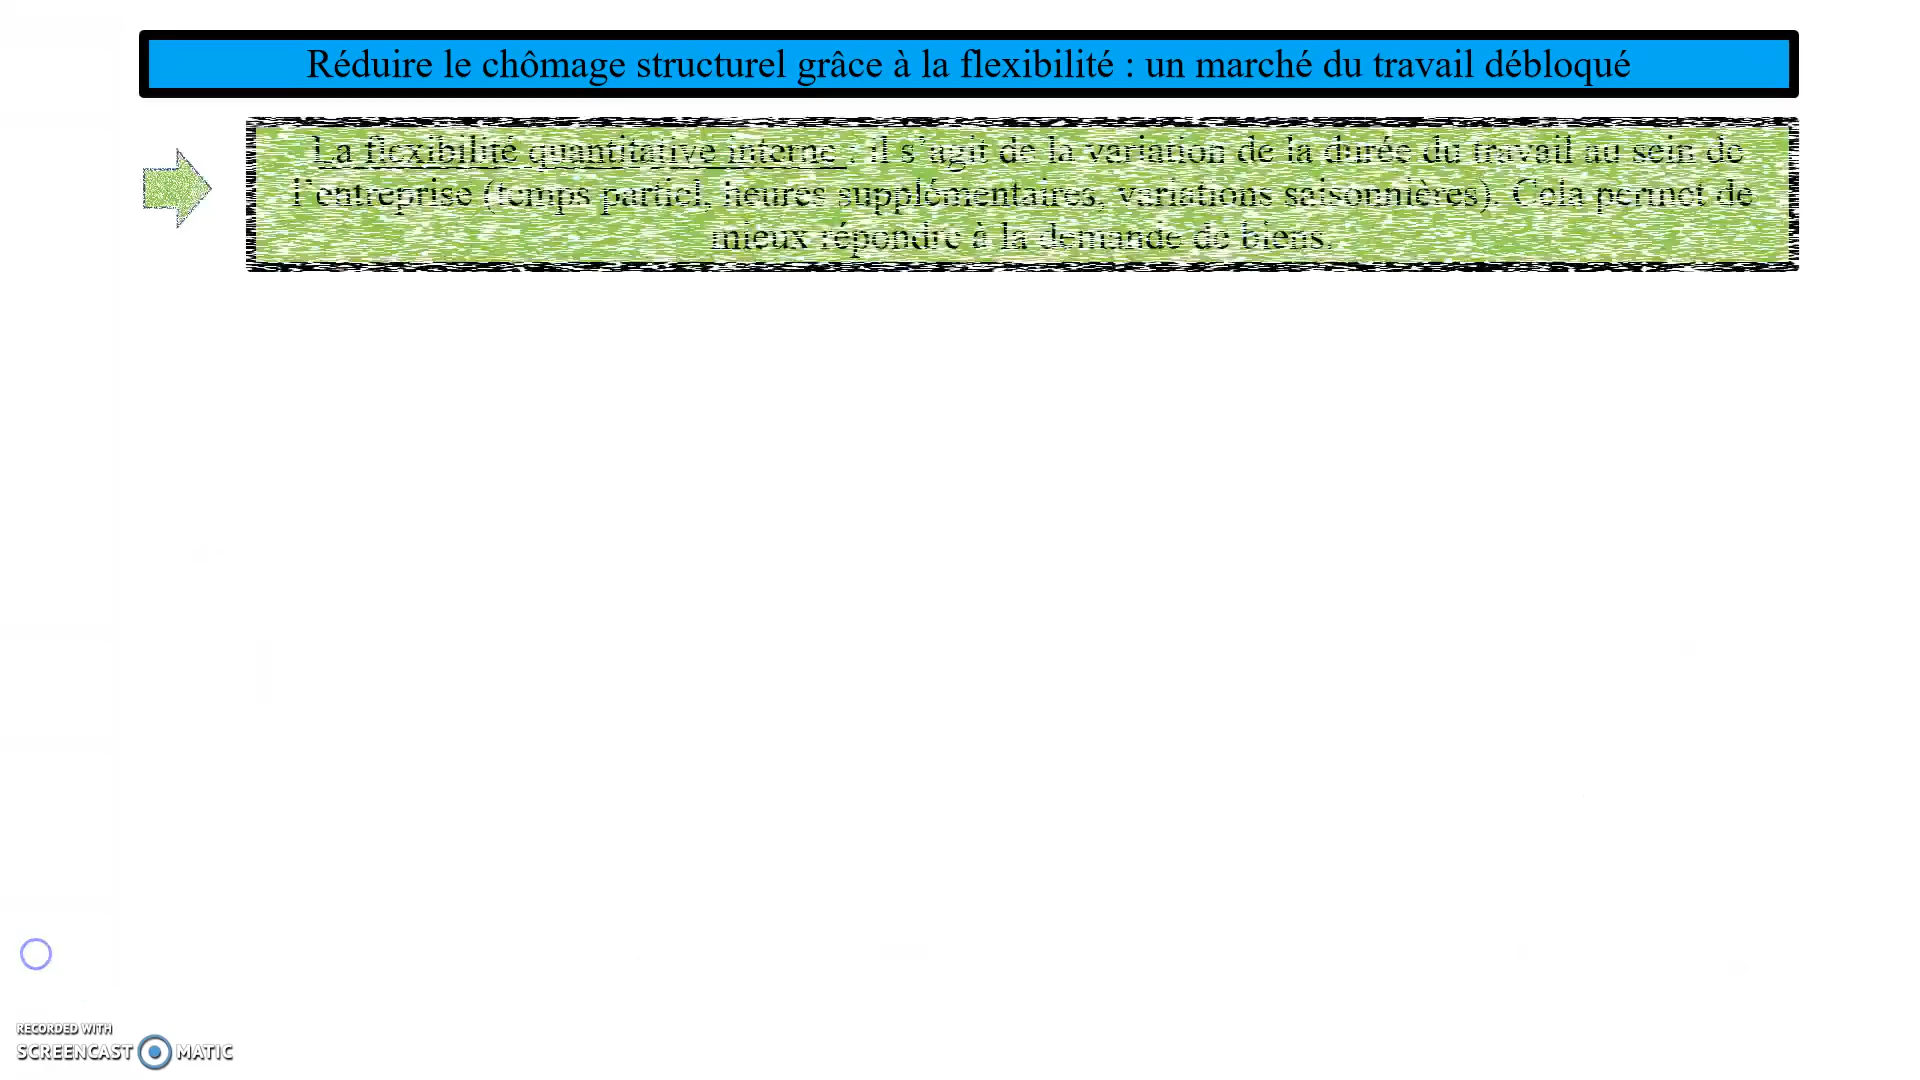 Réduire le chômage structurel grâce à la flexibilité : un marché du travail débloqué
La flexibilité quantitative interne : il s'agit de la variation de la durée du travail au sein de
l'entreprise (temps partiel, heures supplémentaires, variations saisonnières). Cela permet de
mieux répondre à la demande de biens.
RECORDED WITH
SCREENCAST MATIC